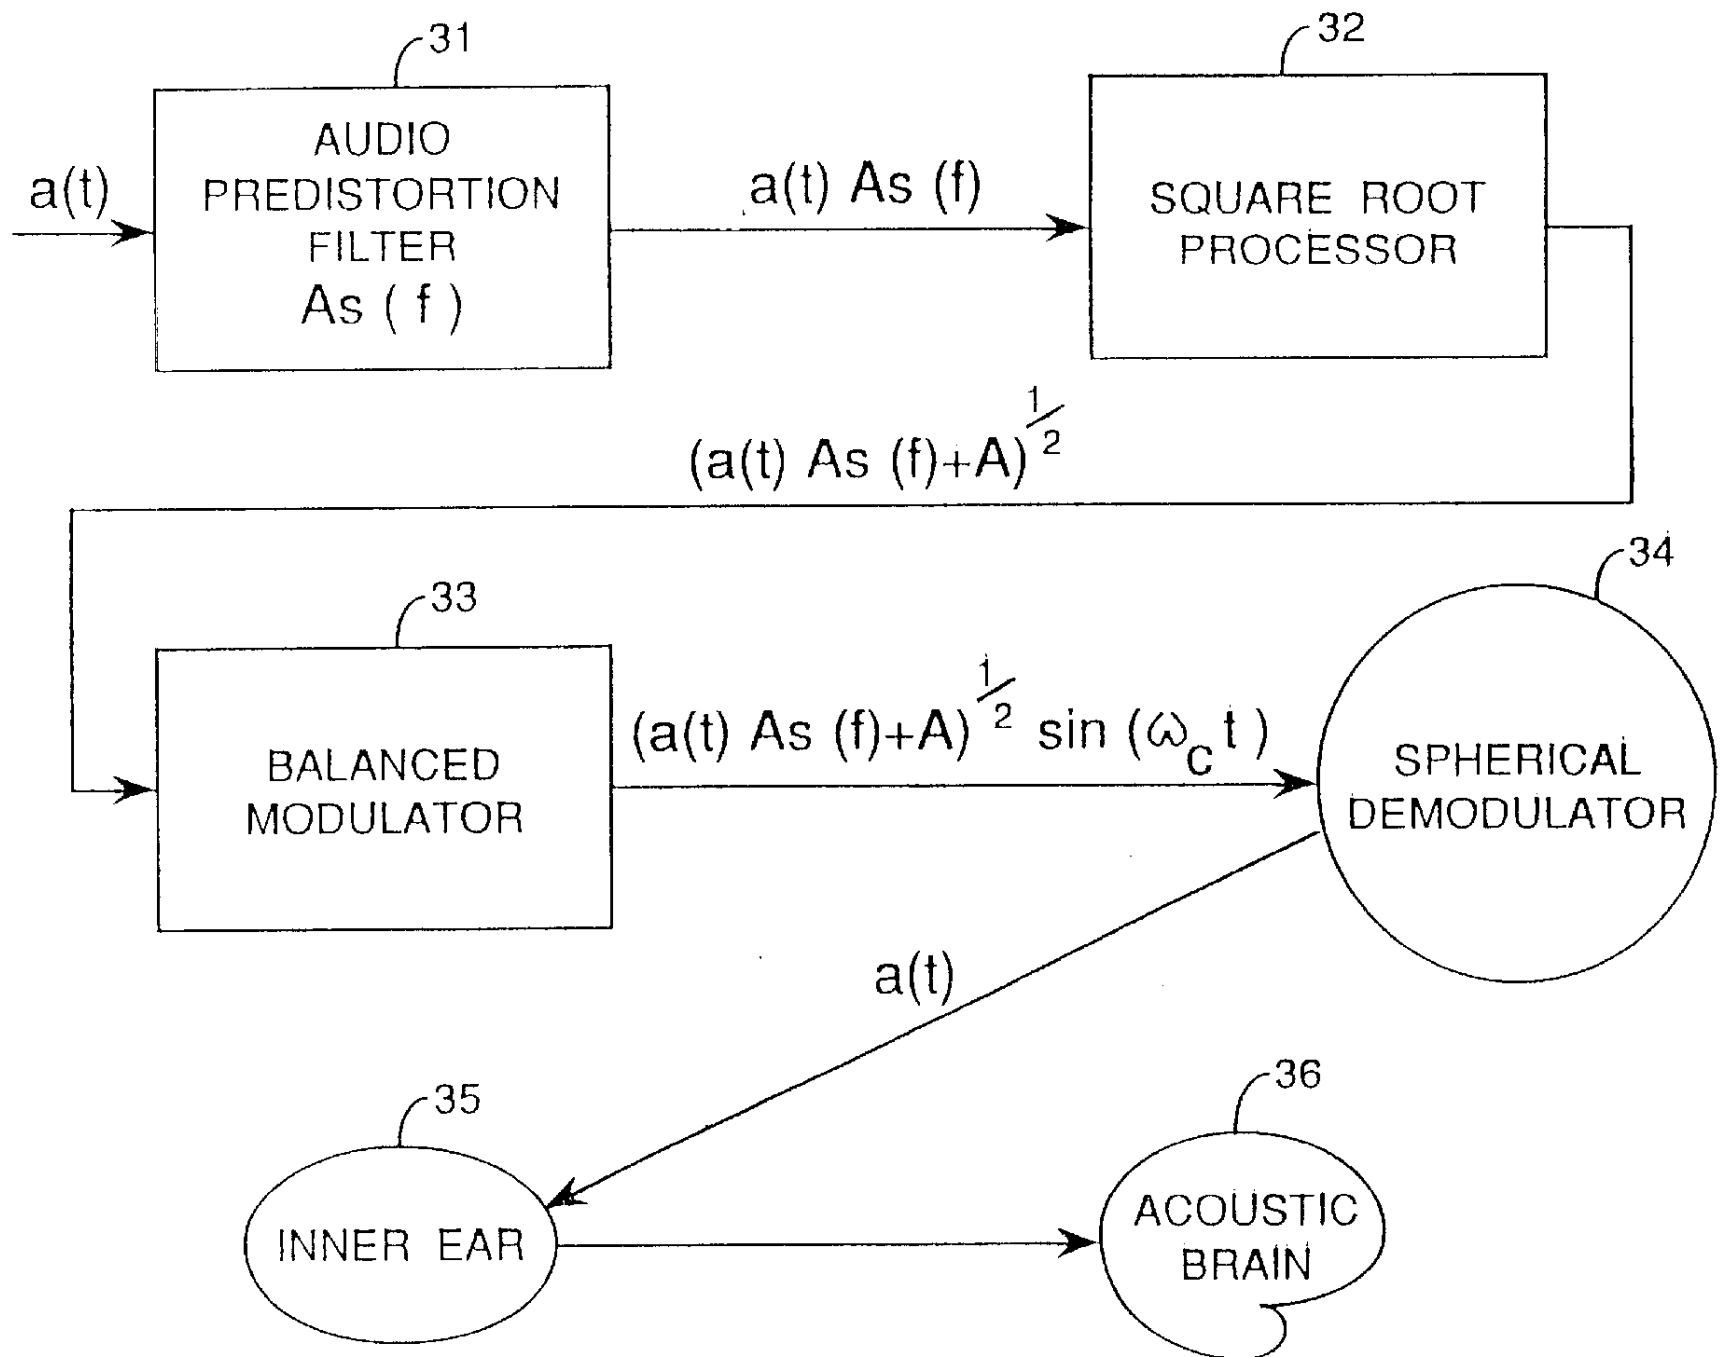 31
32
a(t)
AUDIO
PREDISTORTION
FILTER
As ( f )
a(t) As (f)
SQUARE ROOT
PROCESSOR
(a(t) As (f)+A)^1/2
33
34
BALANCED
MODULATOR
(a(t) As (f)+A)^1/2 sin (ω_c t )
SPHERICAL
DEMODULATOR
a(t)
35
36
INNER EAR
ACOUSTIC
BRAIN